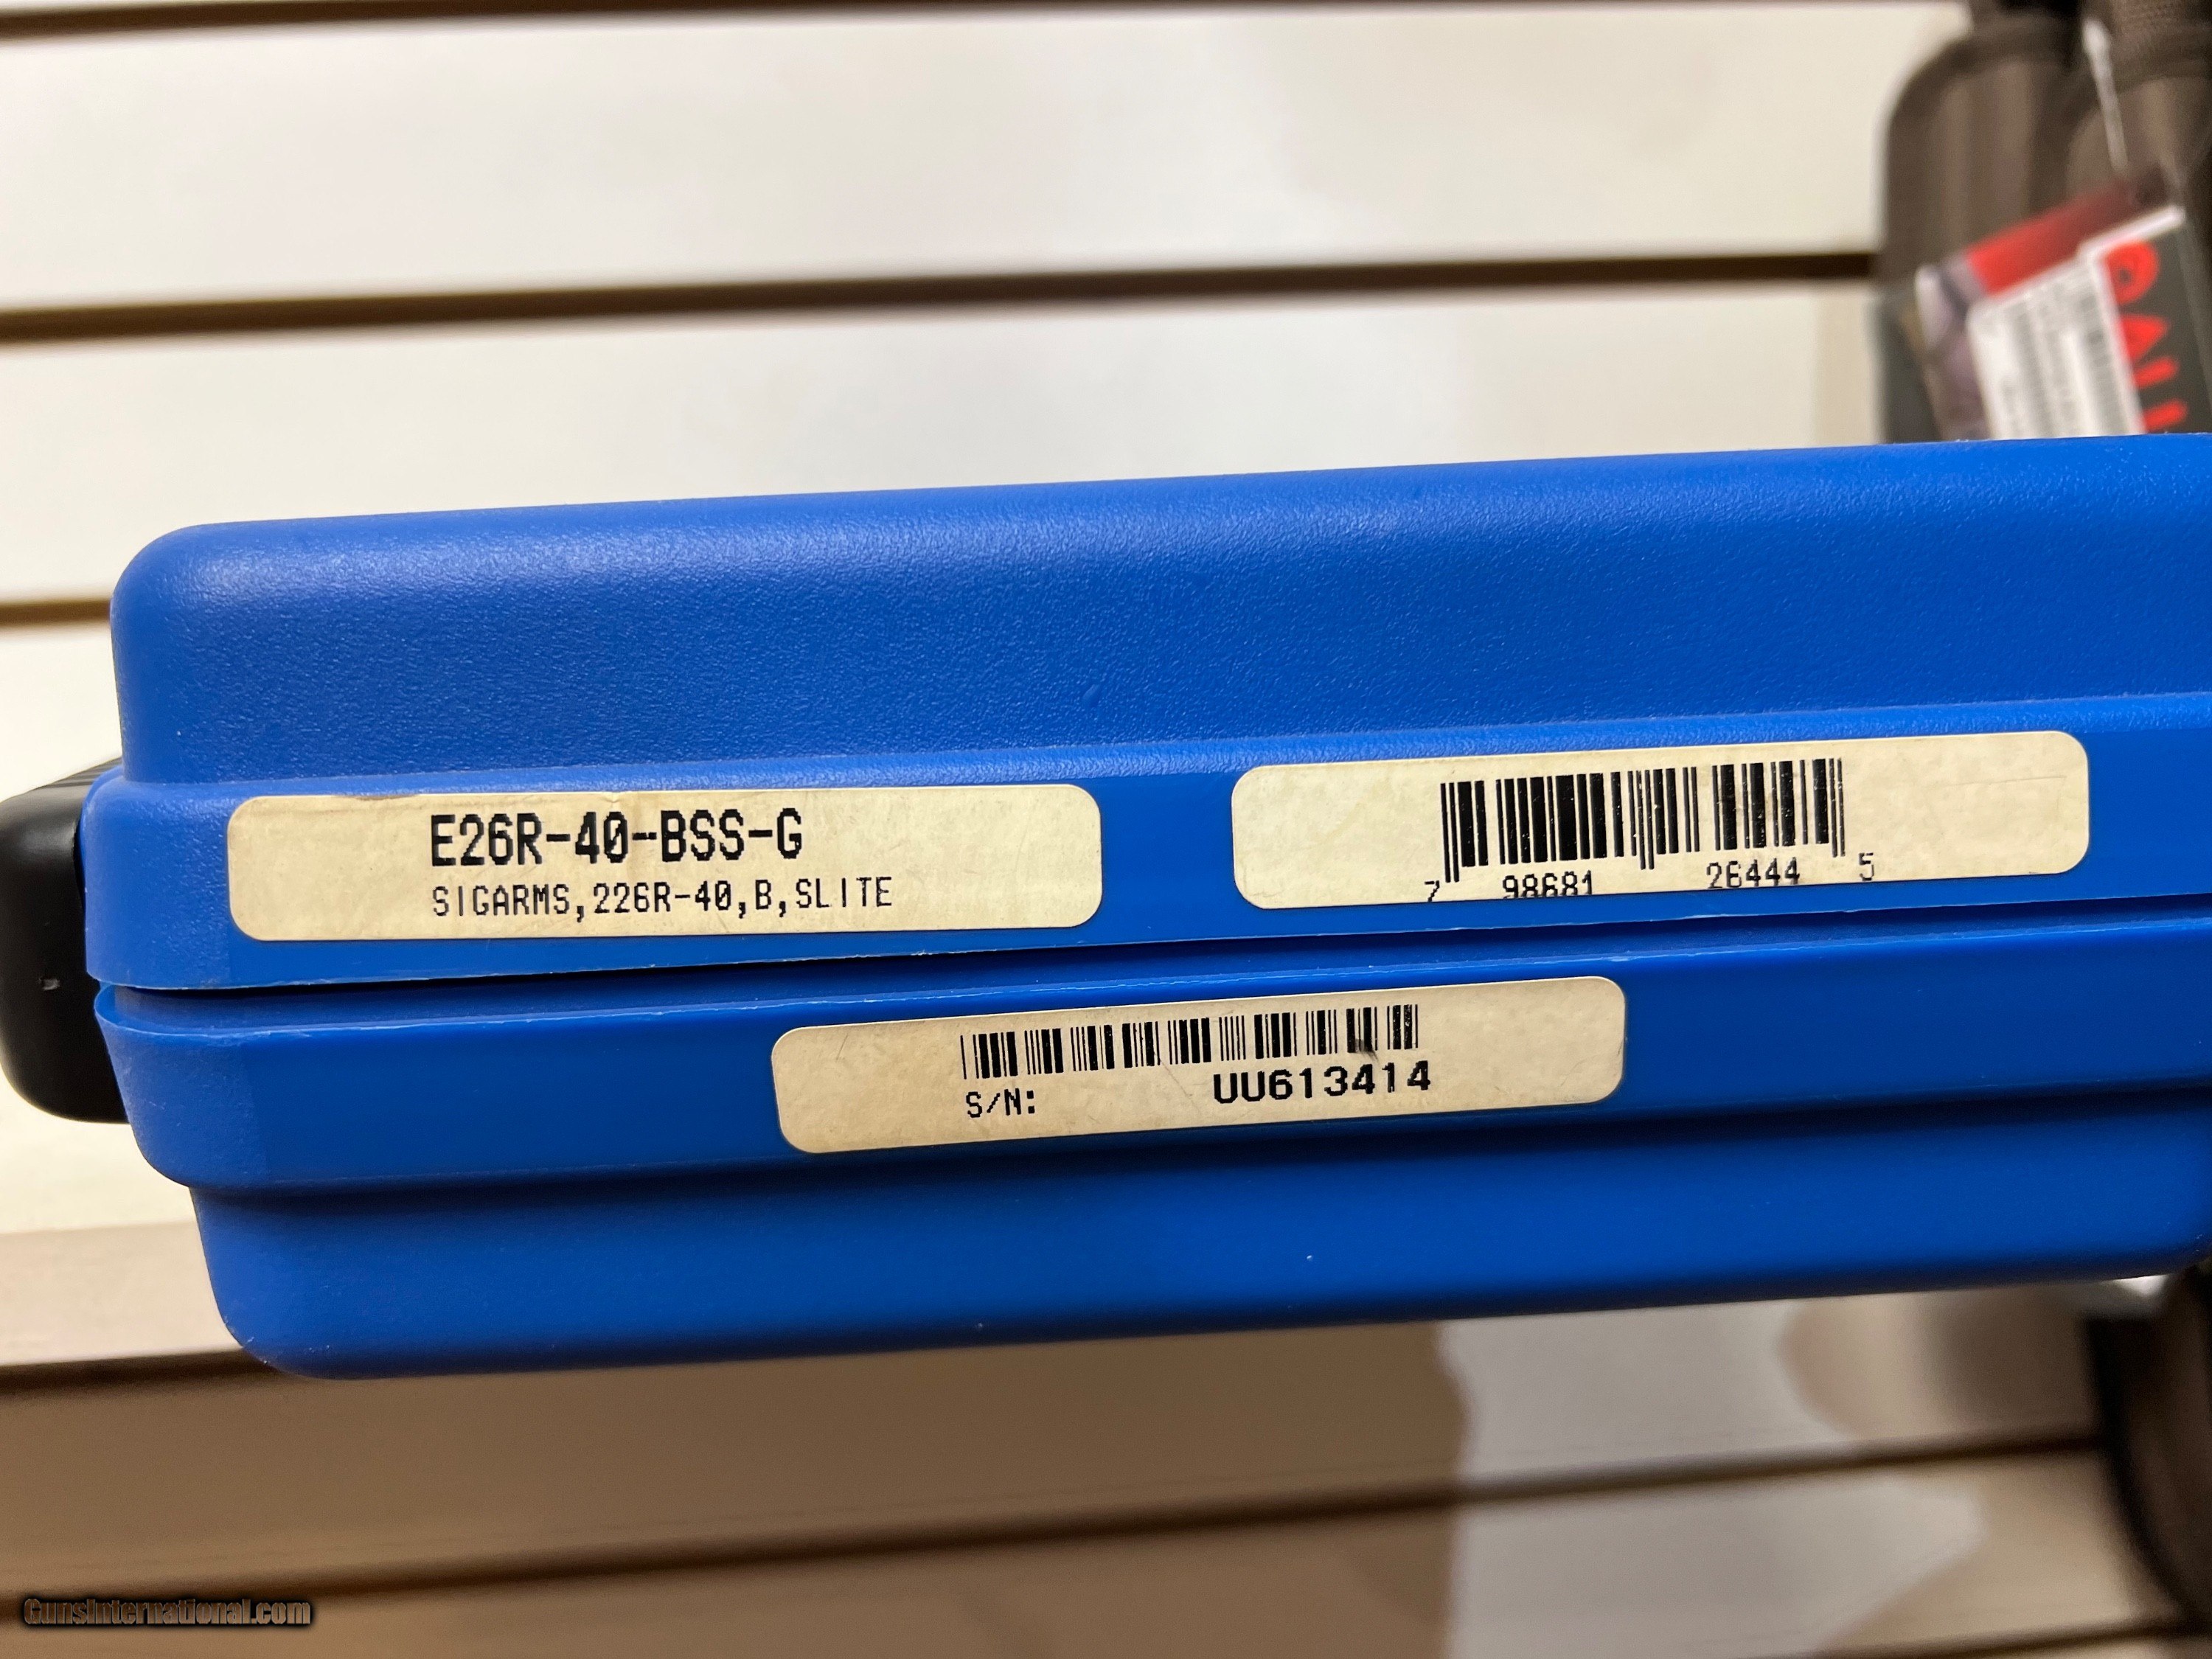 E26R-40-BSS-G
SIGARMS,226R-40,B,SLITE
7 98681 26444 5
S/N: UU613414
GunsInternational.com